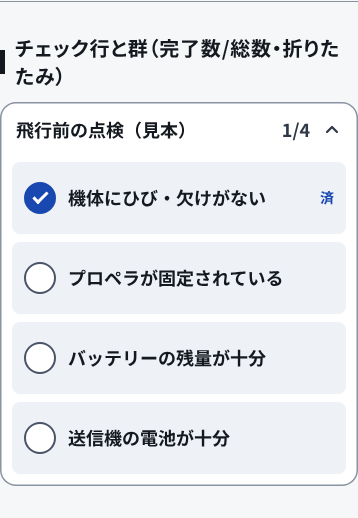 チェック行と群（完了数/総数・折りた
たみ）
飛行前の点検（見本）
1/4
機体にひび・欠けがない
済
プロペラが固定されている
バッテリーの残量が十分
送信機の電池が十分